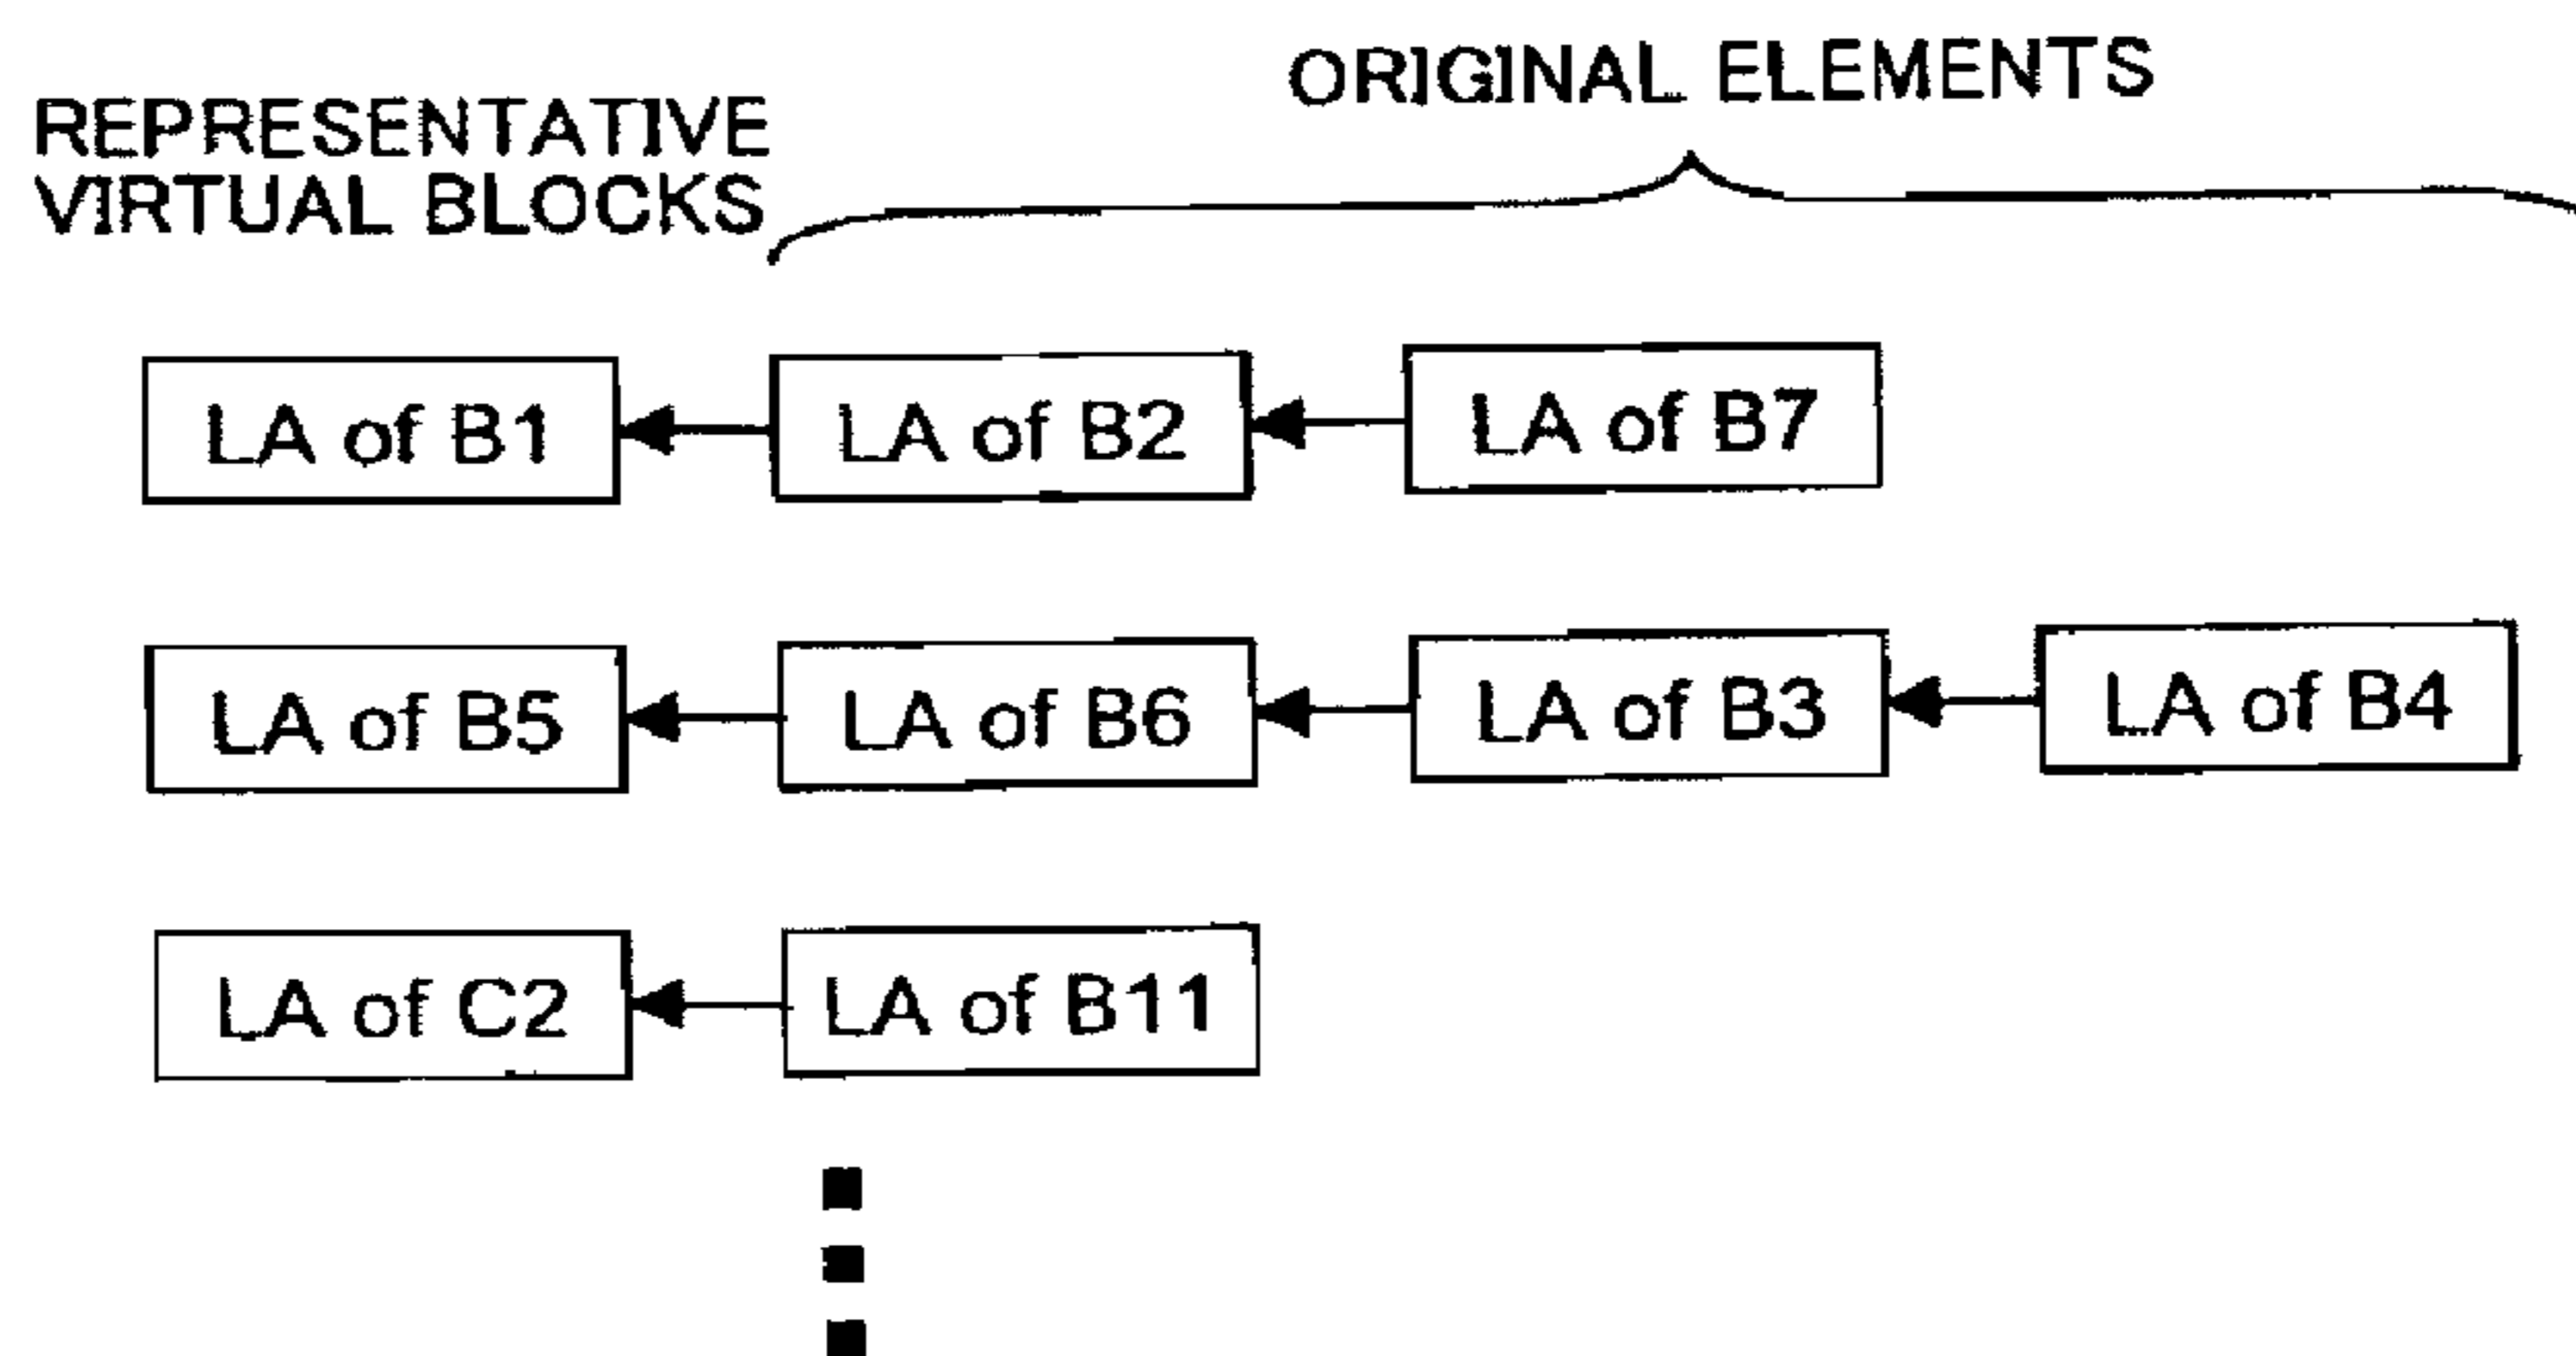 ORIGINAL ELEMENTS
REPRESENTATIVE
VIRTUAL BLOCKS
LA of B1
LA of B2
LA of B7
LA of B5
LA of B6
LA of B3
LA of B4
LA of C2
LA of B11